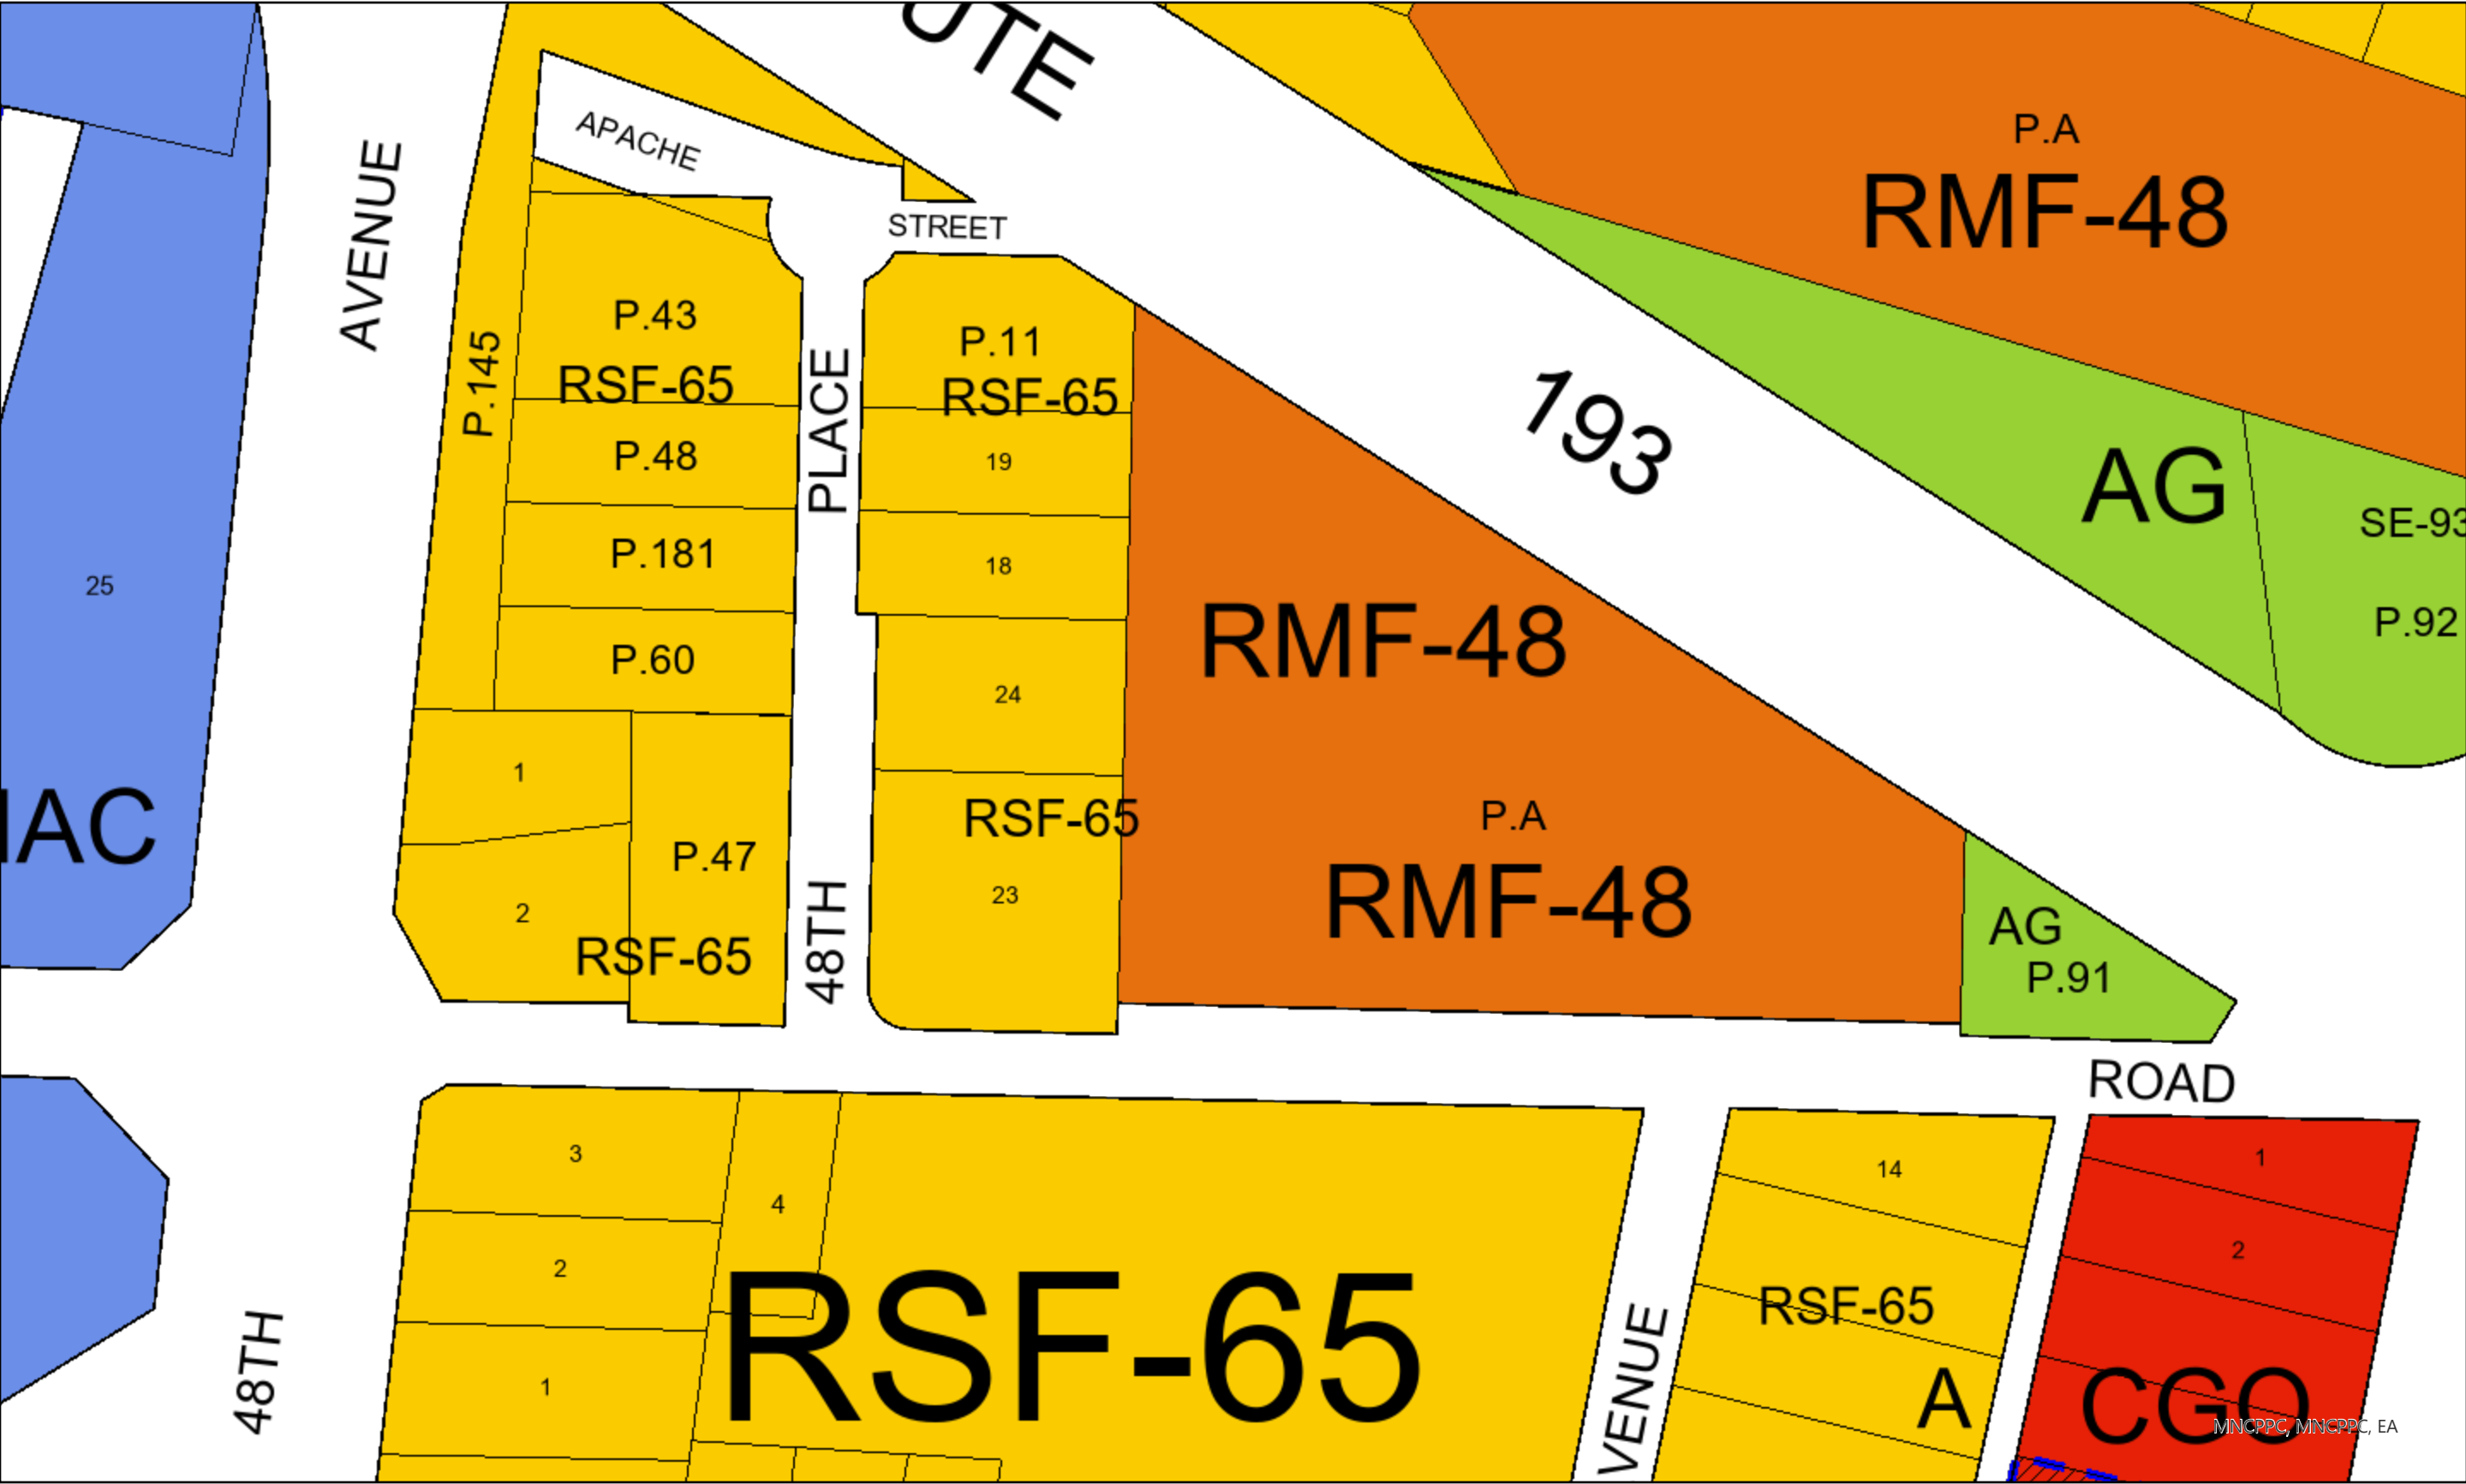 UTE
P.A
RMF-48
APACHE
STREET
AVENUE
P.43
RSF-65
P.145
P.11
RSF-65
PLACE
193
P.48
19
AG
SE-93
P.181
18
25
P.92
RMF-48
P.60
24
1
IAC
P.47
RSF-65
P.A
RMF-48
23
2
RSF-65
48TH
AG
P.91
ROAD
3
4
14
1
2
2
RSF-65
RSF-65
1
48TH
VENUE
A
CGO
MNCPPC, MNCPPC, EA